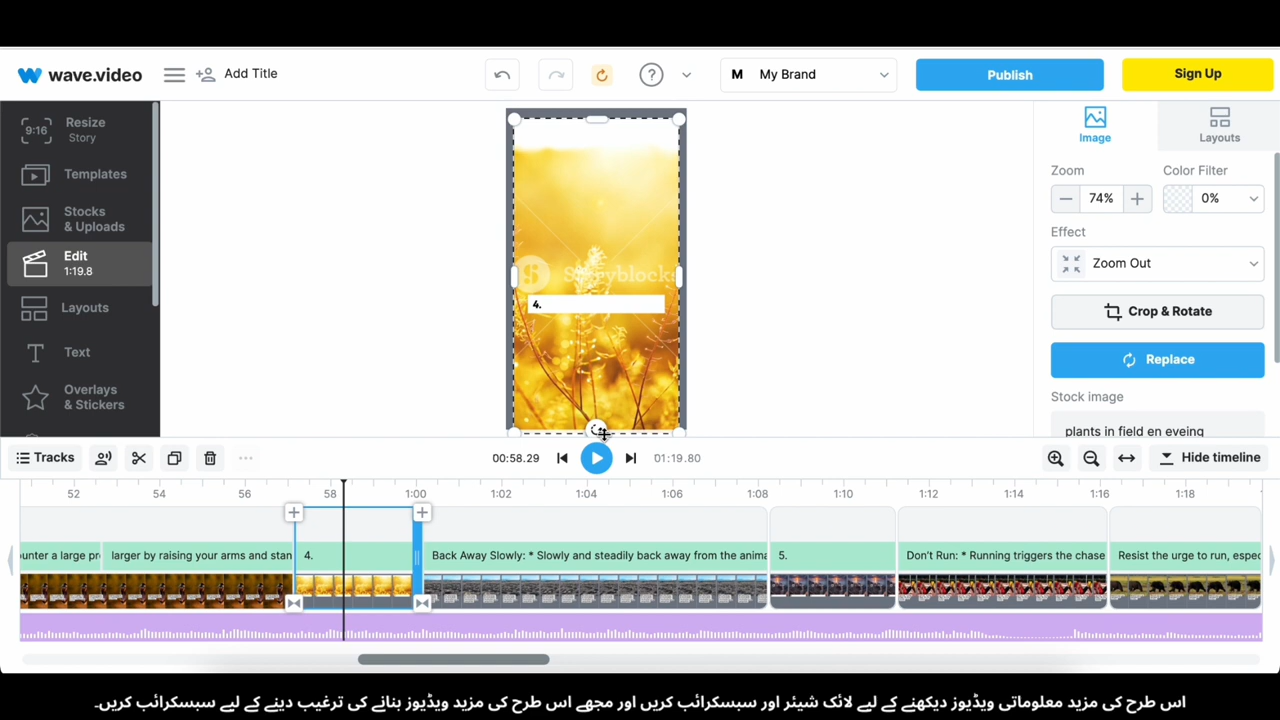 wave.video
Add Title
?
M My Brand
Publish
Sign Up
9:16
Resize
Story
Templates
Stocks
& Uploads
Edit
1:19.8
Layouts
Text
Overlays
& Stickers
4.
Image
Layouts
Zoom
Color Filter
74%
0%
Effect
Zoom Out
Crop & Rotate
Replace
Stock image
plants in field en eveing
Tracks
00:58.29
01:19.80
Hide timeline
52 54 56 58 1:00 1:02 1:04 1:06 1:08 1:10 1:12 1:14 1:16 1:18
unter a large pr
larger by raising your arms and stan
4.
Back Away Slowly: * Slowly and steadily back away from the anima
5.
Don't Run: * Running triggers the chase
Resist the urge to run, espec
اس طرح کی مزید معلوماتی ویڈیوز دیکھنے کے لیے لائک شیئر اور سبسکرائب کریں اور مجھے اس طرح کی مزید ویڈیوز بنانے کی ترغیب دینے کے لیے سبسکرائب کریں۔